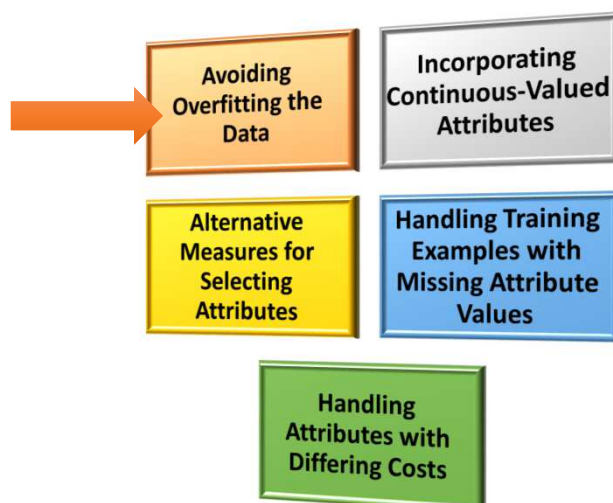 Avoiding
Overfitting the
Data
Incorporating
Continuous-Valued
Attributes
Alternative
Measures for
Selecting
Attributes
Handling Training
Examples with
Missing Attribute
Values
Handling
Attributes with
Differing Costs